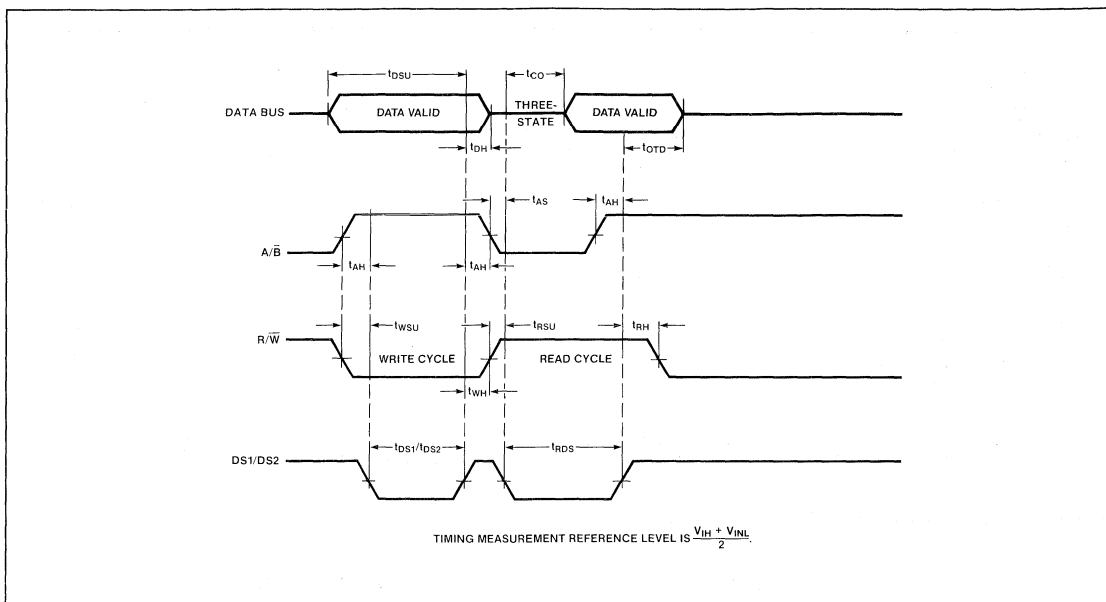 tDSU
tCO
DATA BUS
DATA VALID
THREE-
STATE
DATA VALID
tDH
tOTD
tAS
tAH
A/B̅
tAH
tAH
tWSU
tRSU
tRH
R/W̅
WRITE CYCLE
READ CYCLE
tWH
tDS1/tDS2
tRDS
DS1/DS2
TIMING MEASUREMENT REFERENCE LEVEL IS (VIH + VINL)/2.